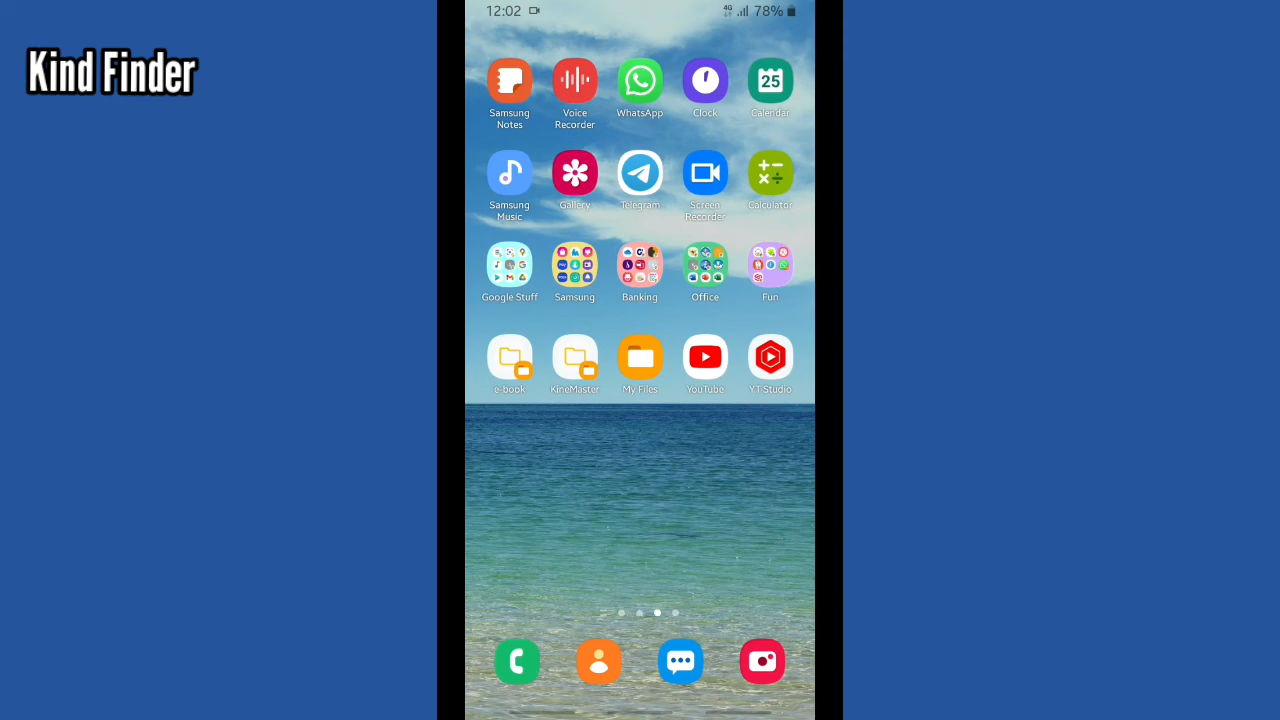 12:02
4G
78%
Kind Finder
Samsung
Notes
Voice
Recorder
WhatsApp
Clock
25
Calendar
Samsung
Music
Gallery
Telegram
Screen
Recorder
Calculator
Google Stuff
Samsung
Banking
Office
Fun
e-book
KineMaster
My Files
YouTube
YT Studio